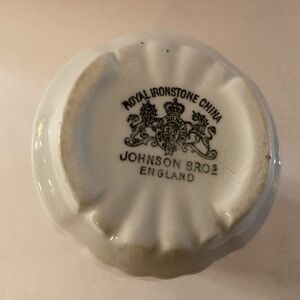 ROYAL IRONSTONE CHINA
JOHNSON BROS
ENGLAND